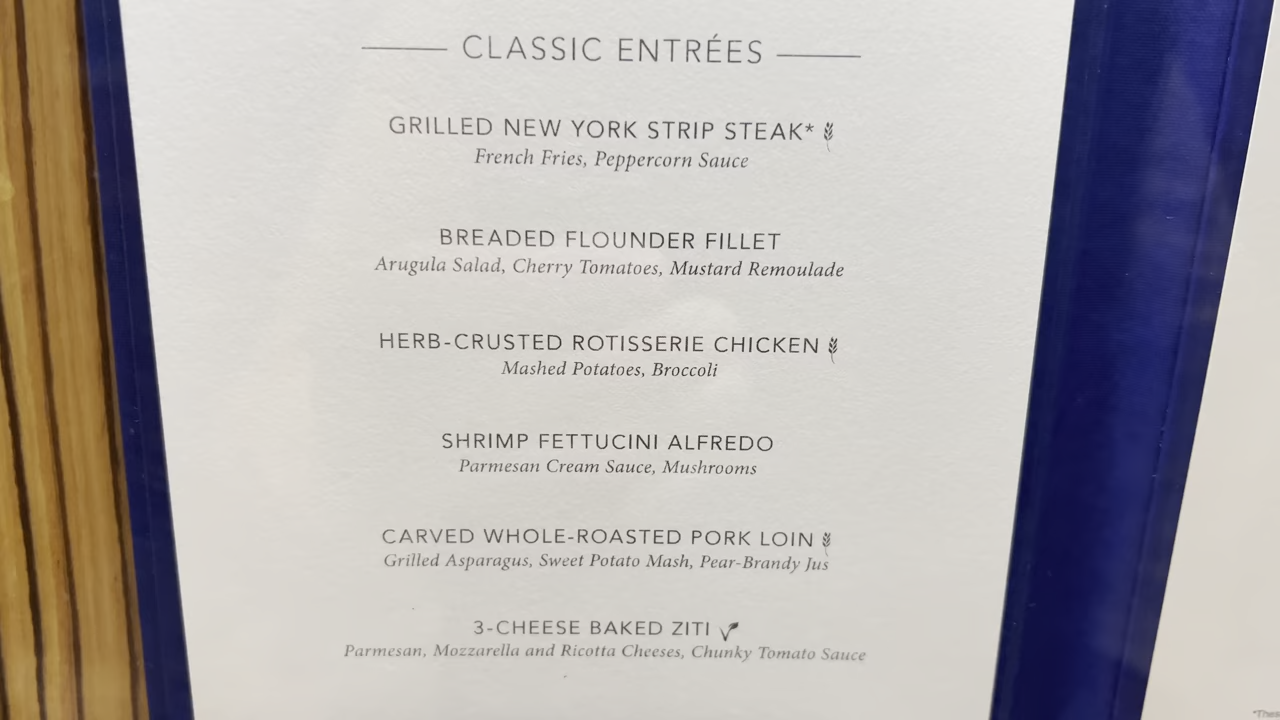 CLASSIC ENTRÉES
GRILLED NEW YORK STRIP STEAK*
French Fries, Peppercorn Sauce
BREADED FLOUNDER FILLET
Arugula Salad, Cherry Tomatoes, Mustard Remoulade
HERB-CRUSTED ROTISSERIE CHICKEN
Mashed Potatoes, Broccoli
SHRIMP FETTUCINI ALFREDO
Parmesan Cream Sauce, Mushrooms
CARVED WHOLE-ROASTED PORK LOIN
Grilled Asparagus, Sweet Potato Mash, Pear-Brandy Jus
3-CHEESE BAKED ZITI
Parmesan, Mozzarella and Ricotta Cheeses, Chunky Tomato Sauce